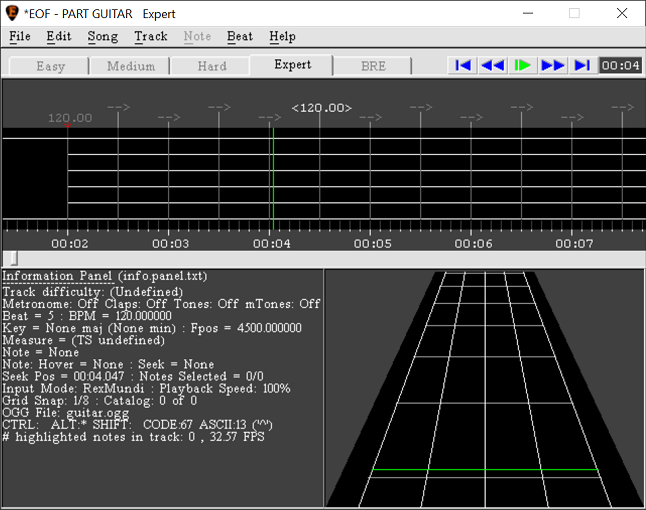 *EOF - PART GUITAR   Expert
File Edit Song Track Note Beat Help
Easy Medium Hard Expert BRE 00:04
--> --> <120.00> --> --> -->
120.00 --> --> --> --> --> -->
00:02 00:03 00:04 00:05 00:06 00:07
Information Panel (info.panel.txt)
----------------------------
Track difficulty: (Undefined)
Metronome: Off Claps: Off Tones: Off mTones: Off
Beat = 5 : BPM = 120.000000
Key = None maj (None min) : Fpos = 4500.000000
Measure = (TS undefined)
Note = None
Note: Hover = None : Seek = None
Seek Pos = 00:04.047 : Notes Selected = 0/0
Input Mode: RexMundi : Playback Speed: 100%
Grid Snap: 1/8 : Catalog: 0 of 0
OGG File: guitar.ogg
CTRL:   ALT:* SHIFT:   CODE:67 ASCII:13 ('^')
# highlighted notes in track: 0 , 32.57 FPS